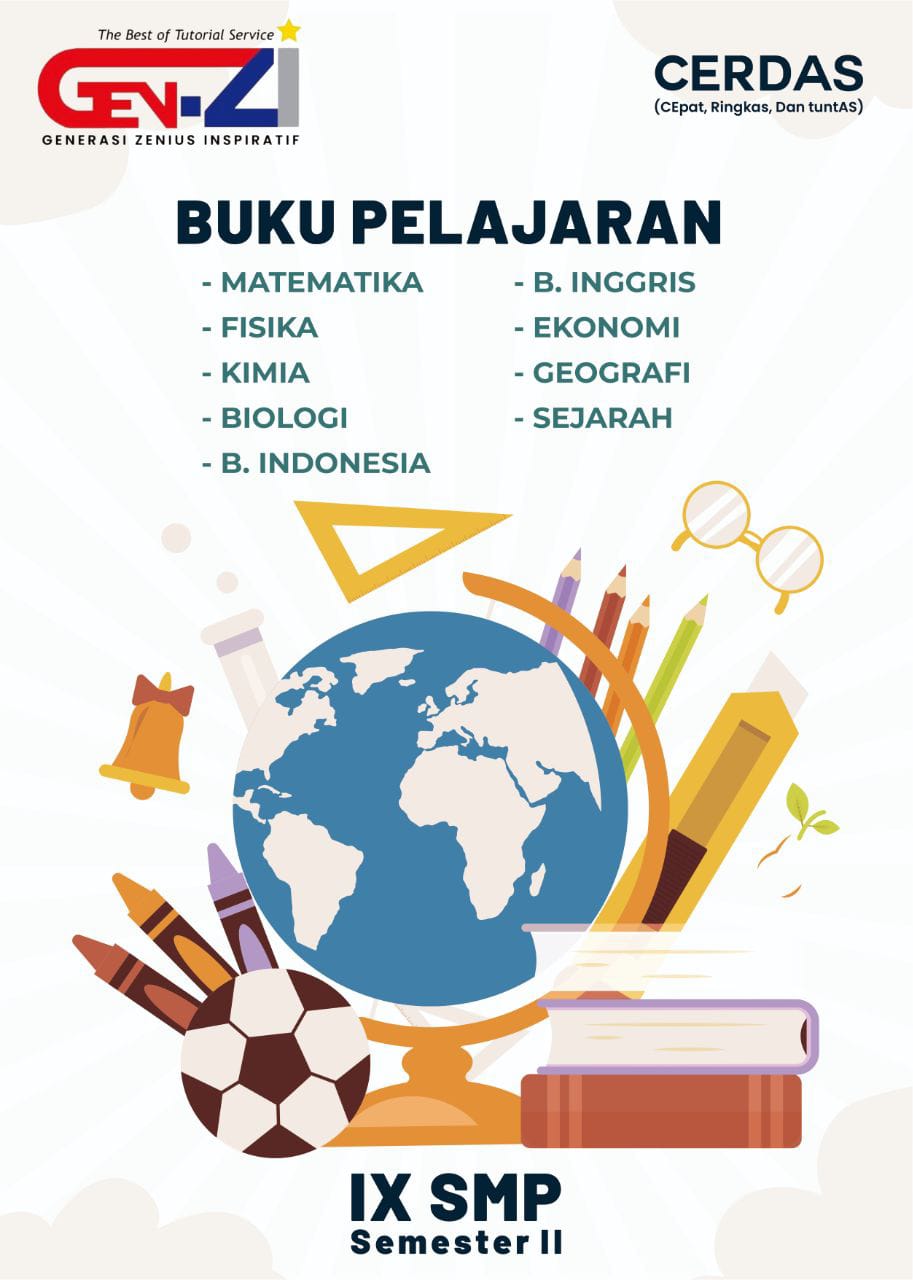 The Best of Tutorial Service
GEN-ZI
GENERASI ZENIUS INSPIRATIF
CERDAS
(CEpat, Ringkas, Dan tuntAS)
BUKU PELAJARAN
- MATEMATIKA
- FISIKA
- KIMIA
- BIOLOGI
- B. INDONESIA
- B. INGGRIS
- EKONOMI
- GEOGRAFI
- SEJARAH
IX SMP
Semester II